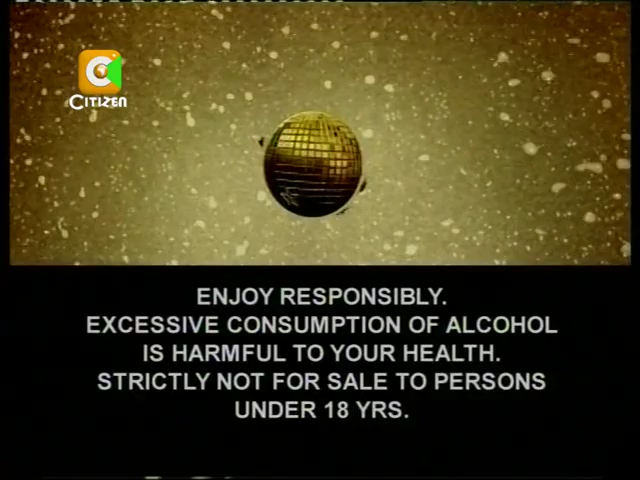 CITIZEN
ENJOY RESPONSIBLY.
EXCESSIVE CONSUMPTION OF ALCOHOL
IS HARMFUL TO YOUR HEALTH.
STRICTLY NOT FOR SALE TO PERSONS
UNDER 18 YRS.